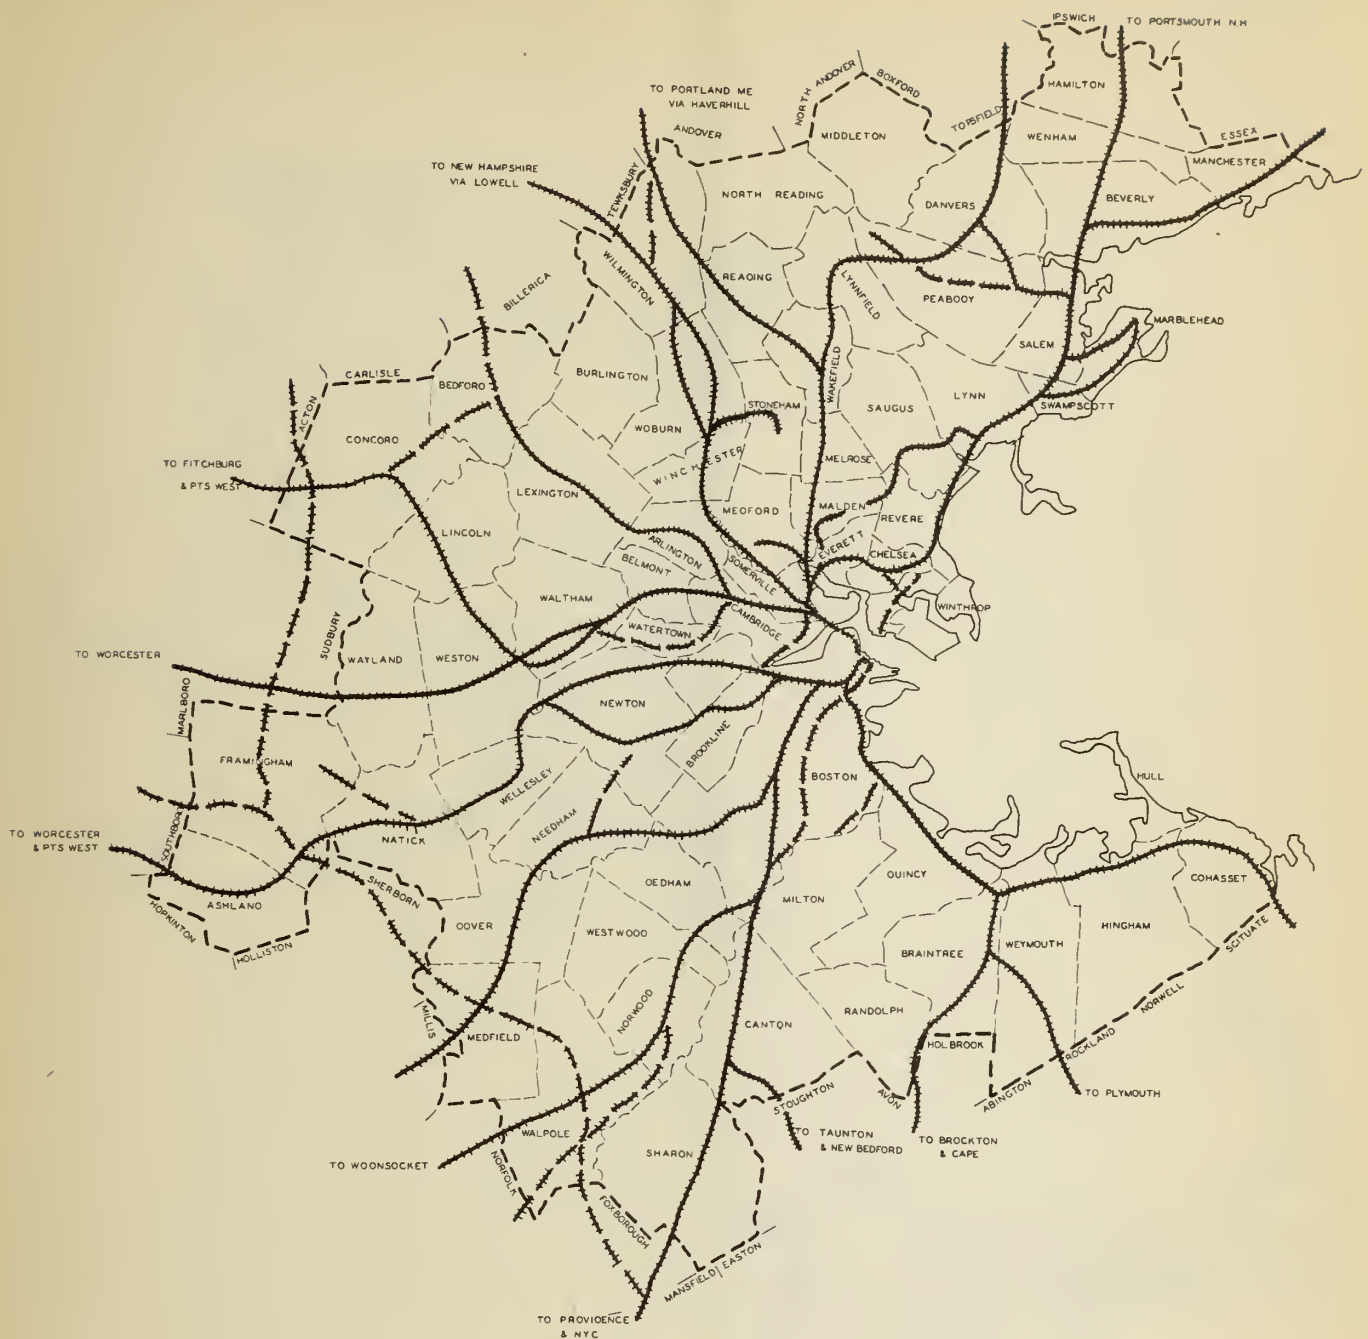 IPSWICH
TO PORTSMOUTH N.H
HAMILTON
NORTH ANDOVER
BOXFORD
TO PORTLAND ME
VIA HAVERHILL
ANDOVER
MIDDLETON
TOPSFIELD
WENHAM
ESSEX
MANCHESTER
TO NEW HAMPSHIRE
VIA LOWELL
TEWKSBURY
NORTH READING
DANVERS
BEVERLY
WILMINGTON
READING
LYNNFIELD
PEABODY
BILLERICA
MARBLEHEAD
SALEM
CARLISLE
BEDFORD
BURLINGTON
WAKEFIELD
LYNN
SWAMPSCOTT
ACTON
STONEHAM
SAUGUS
CONCORD
WOBURN
WINCHESTER
MELROSE
TO FITCHBURG
& PTS WEST
LEXINGTON
MEDFORD
MALDEN
REVERE
LINCOLN
ARLINGTON
EVERETT
CHELSEA
BELMONT
SOMERVILLE
WALTHAM
CAMBRIDGE
WINTHROP
WATERTOWN
SUDBURY
TO WORCESTER
WAYLAND
WESTON
MARLBORO
NEWTON
BROOKLINE
FRAMINGHAM
BOSTON
HULL
WELLESLEY
NEEDHAM
NATICK
TO WORCESTER
& PTS WEST
SOUTHBORO
SHERBORN
DEDHAM
QUINCY
COHASSET
ASHLAND
MILTON
HOPKINTON
HOLLISTON
DOVER
WESTWOOD
HINGHAM
SCITUATE
BRAINTREE
WEYMOUTH
NORWOOD
RANDOLPH
NORWELL
MILLIS
MEDFIELD
CANTON
HOLBROOK
ROCKLAND
STOUGHTON
AVON
ABINGTON
TO PLYMOUTH
WALPOLE
TO TAUNTON
& NEW BEDFORD
TO BROCKTON
& CAPE
TO WOONSOCKET
NORFOLK
SHARON
FOXBOROUGH
MANSFIELD
EASTON
TO PROVIDENCE
& NYC